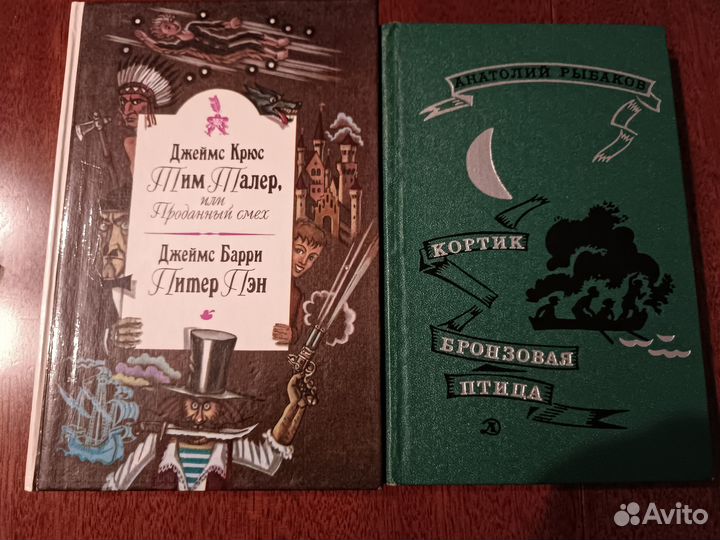 Джеймс Крюс
Тим Талер,
или
Проданный смех
Джеймс Барри
Питер Пэн
АНАТОЛИЙ РЫБАКОВ
КОРТИК
БРОНЗОВАЯ
ПТИЦА
Avito